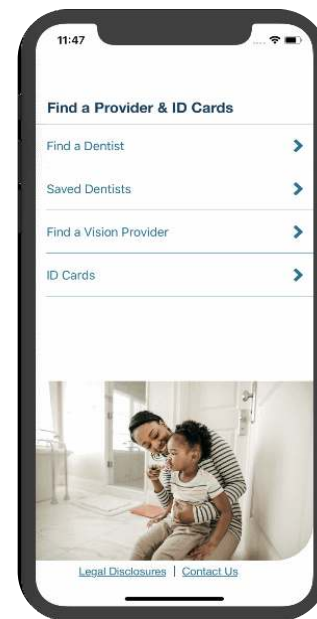 11:47
Find a Provider & ID Cards
Find a Dentist
Saved Dentists
Find a Vision Provider
ID Cards
Legal Disclosures | Contact Us